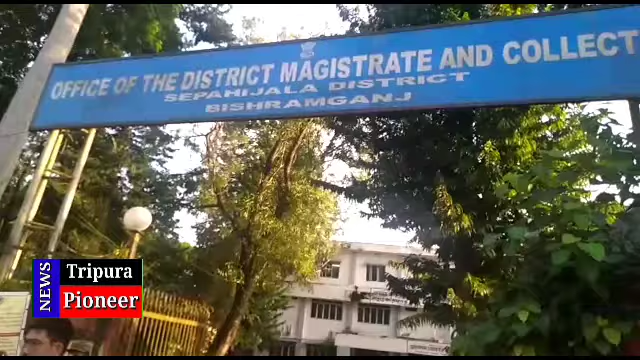 OFFICE OF THE DISTRICT MAGISTRATE AND COLLECT
SEPAHIJALA DISTRICT
BISHRAMGANJ
NEWS
Tripura
Pioneer